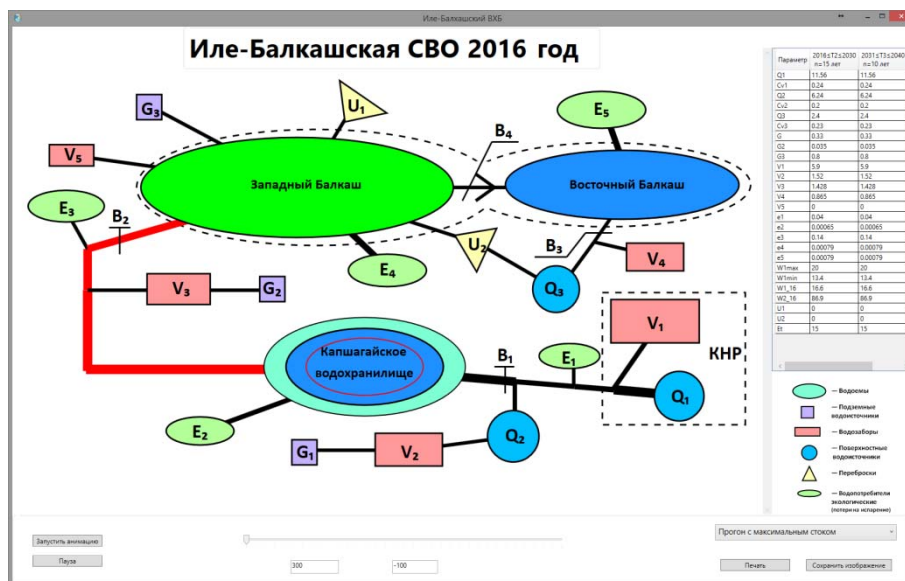 Иле-Балкашский ВХБ
Иле-Балкашская СВО 2016 год
G₃
U₁
E₅
V₅
B₄
Западный Балкаш
Восточный Балкаш
E₃
B₂
U₂
B₃
E₄
V₄
V₃
G₂
Q₃
V₁
КНР
Капшагайское
водохранилище
B₁
E₁
Q₁
E₂
Q₂
G₁
V₂
Параметр 2016≤T2≤2030 2031≤T3≤2040
n=15 лет n=10 лет
Q1 11.56 11.56
Cv1 0.24 0.24
Q2 6.24 6.24
Cv2 0.2 0.2
Q3 2.4 2.4
Cv3 0.23 0.23
G 0.33 0.33
G2 0.035 0.035
G3 0.8 0.8
V1 5.9 5.9
V2 1.52 1.52
V3 1.428 1.428
V4 0.865 0.865
V5 0 0
e1 0.04 0.04
e2 0.00065 0.00065
e3 0.14 0.14
e4 0.00079 0.00079
e5 0.00079 0.00079
W1max 20 20
W1min 13.4 13.4
W1_16 16.6 16.6
W2_16 86.9 86.9
U1 0 0
U2 0 0
Et 15 15
— Водоемы
— Подземные
водоисточники
— Водозаборы
— Поверхностные
водоисточники
— Переброски
— Водопотребители
экологические
(потери на испарение)
Запустить анимацию
Пауза
300
-100
Прогон с максимальным стоком
Печать
Сохранить изображение